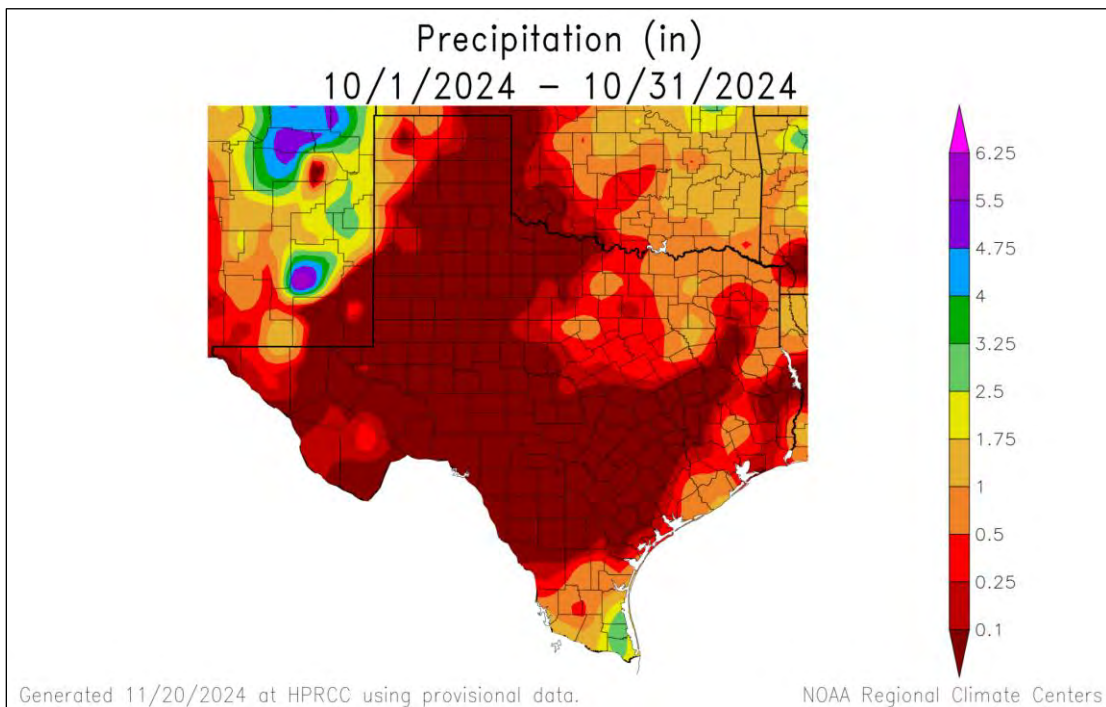 Precipitation (in)
10/1/2024 – 10/31/2024
6.25
5.5
4.75
4
3.25
2.5
1.75
1
0.5
0.25
0.1
Generated 11/20/2024 at HPRCC using provisional data.
NOAA Regional Climate Centers